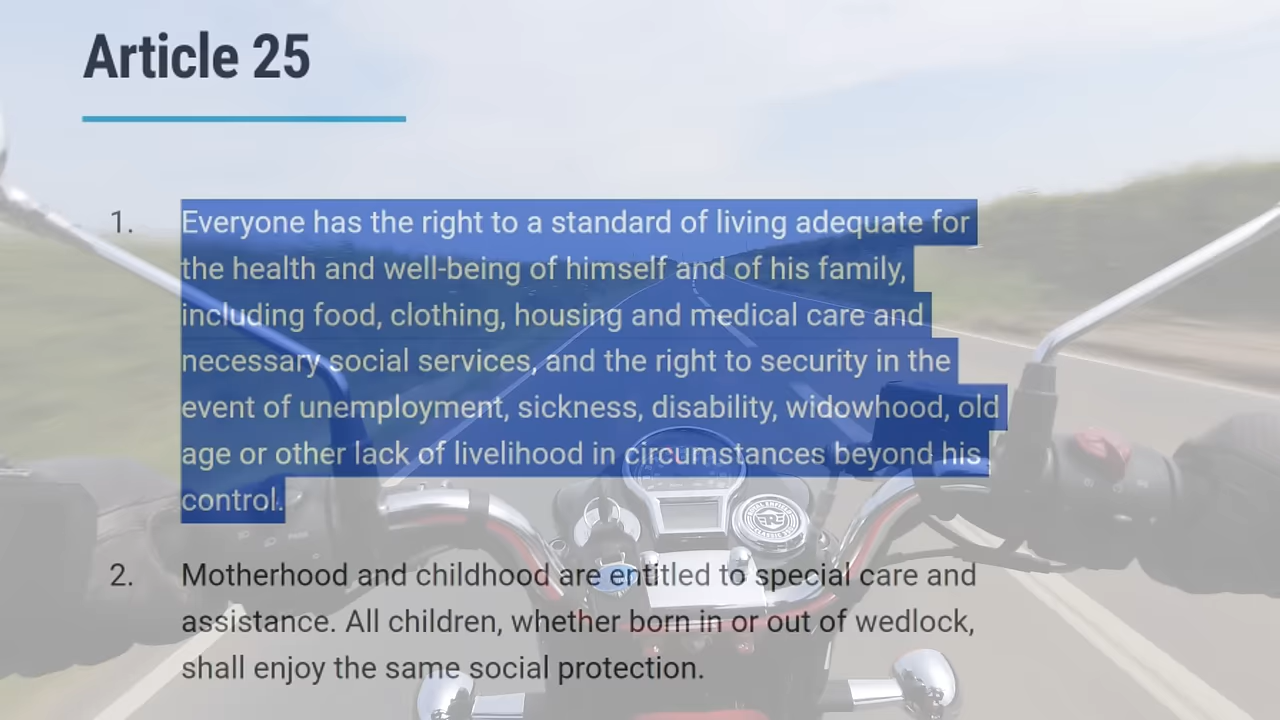 Article 25
1. Everyone has the right to a standard of living adequate for
the health and well-being of himself and of his family,
including food, clothing, housing and medical care and
necessary social services, and the right to security in the
event of unemployment, sickness, disability, widowhood, old
age or other lack of livelihood in circumstances beyond his
control.
2. Motherhood and childhood are entitled to special care and
assistance. All children, whether born in or out of wedlock,
shall enjoy the same social protection.